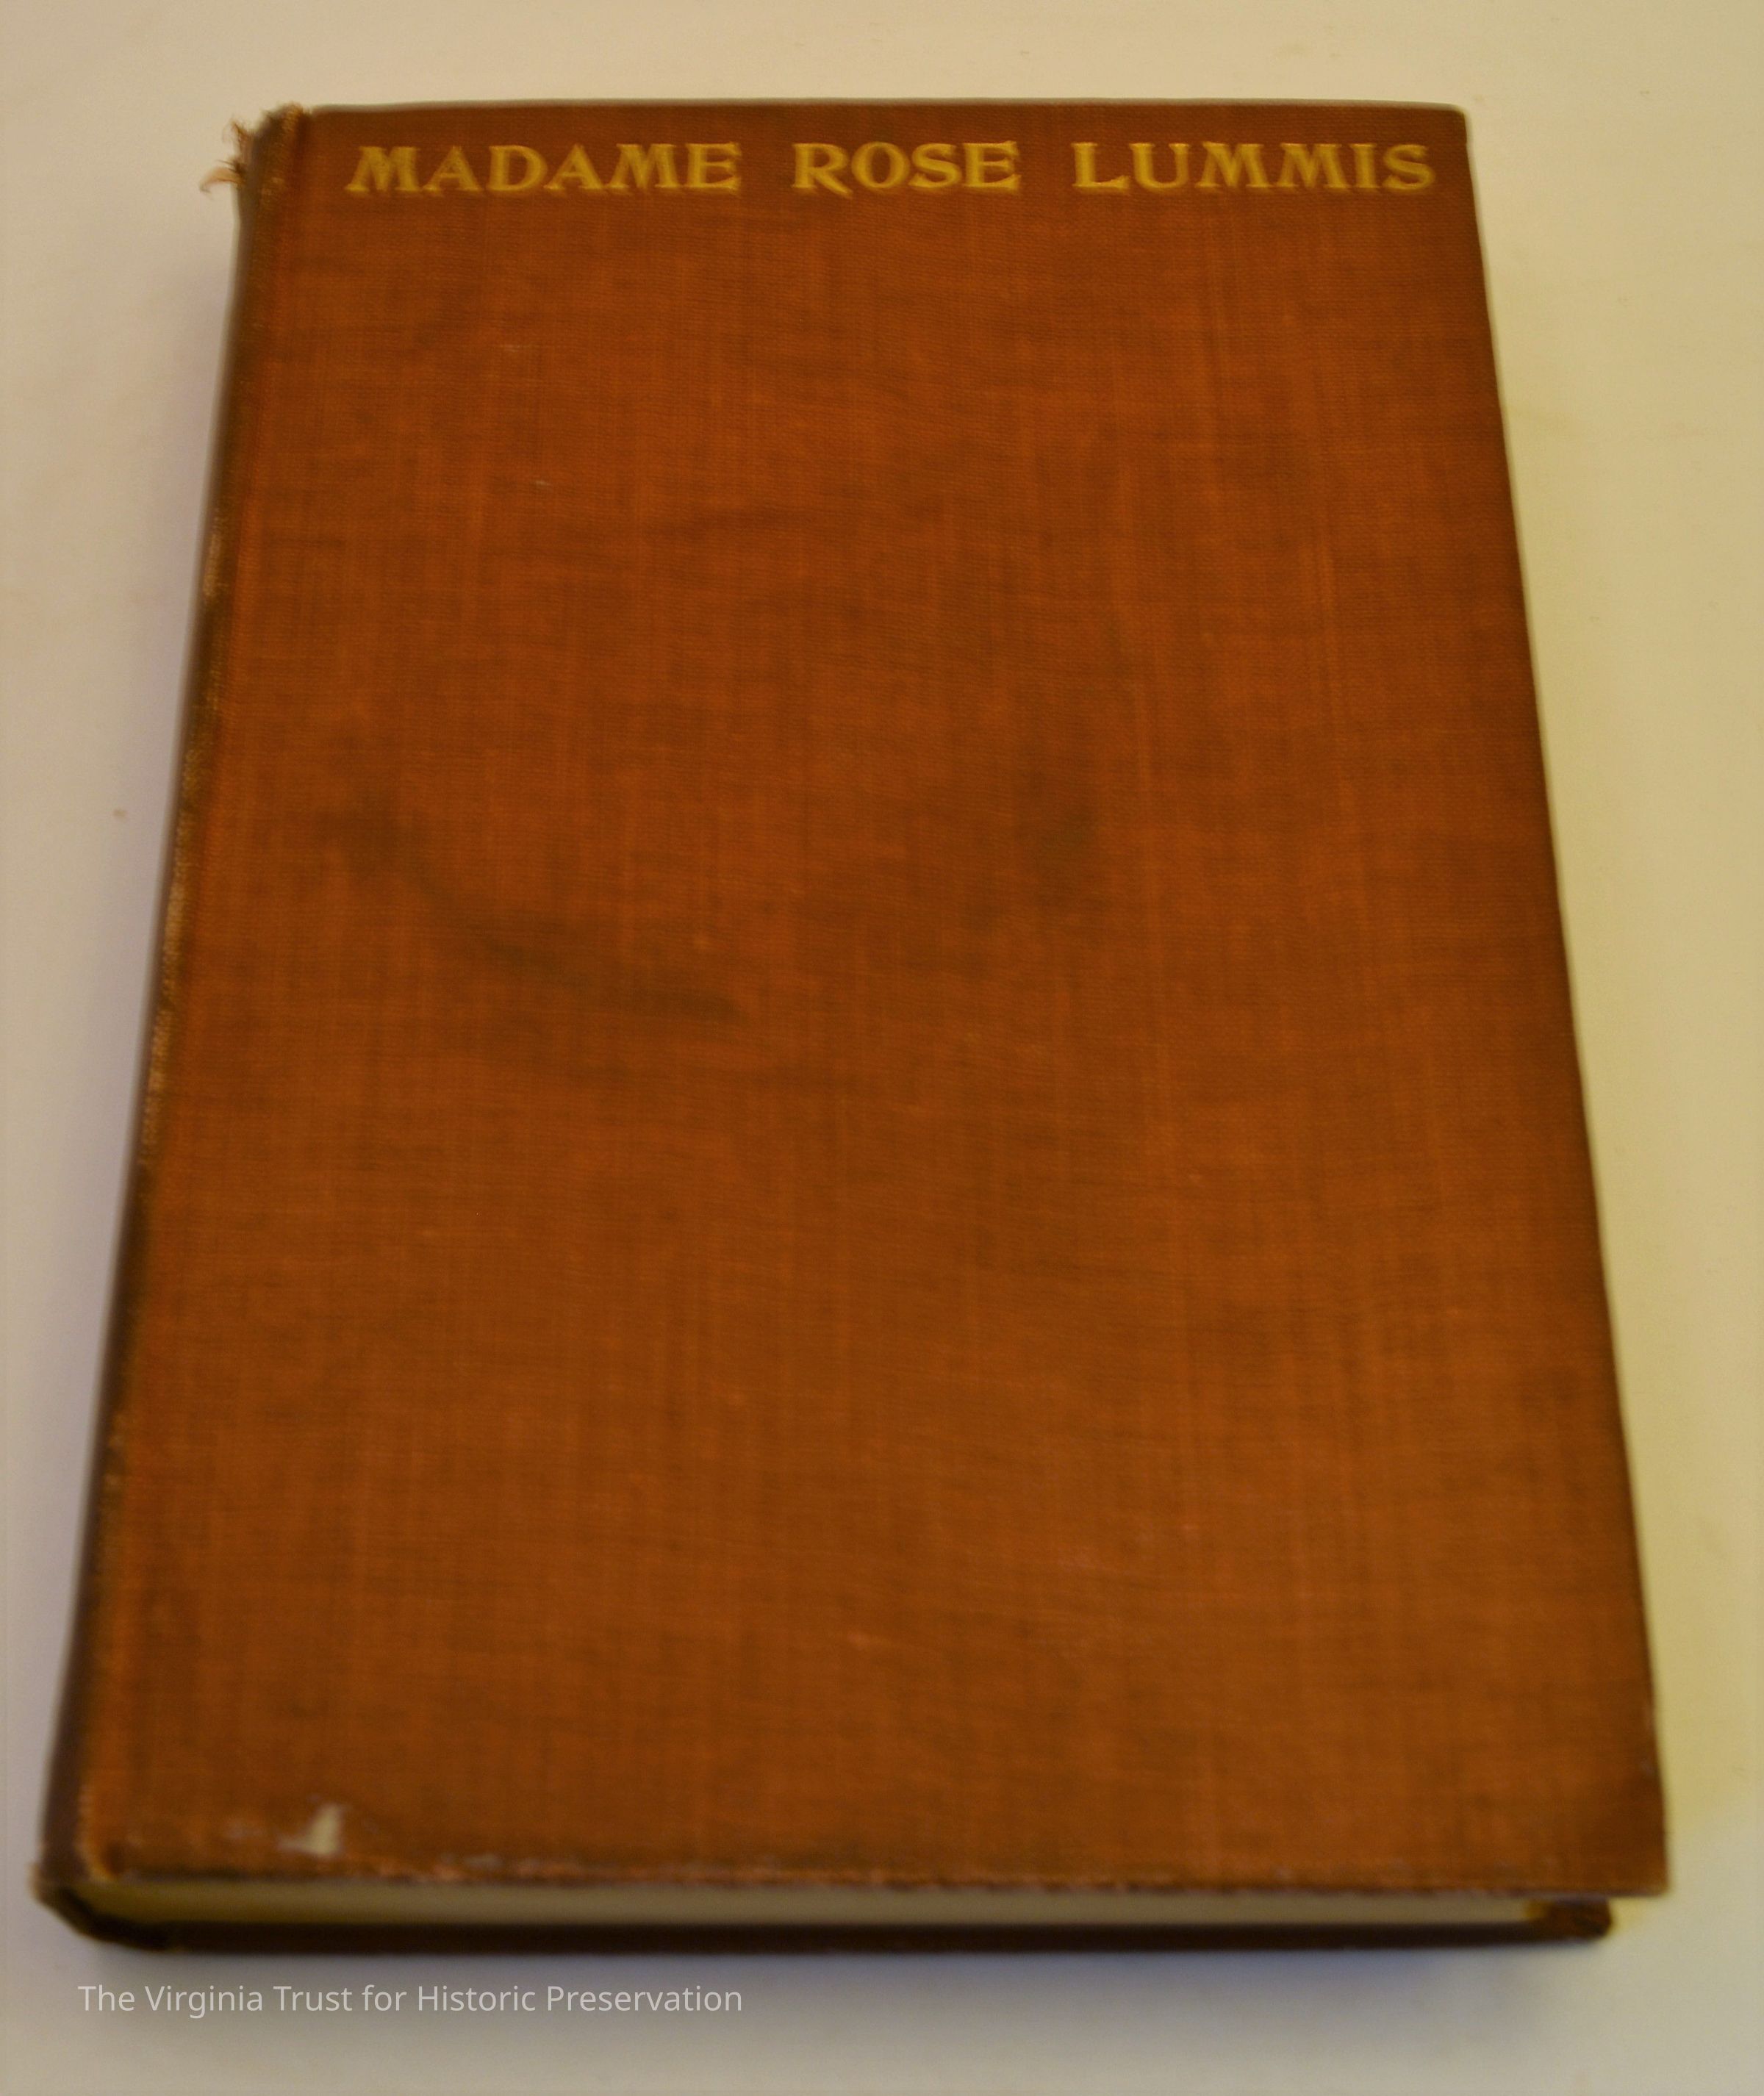 MADAME ROSE LUMMIS
The Virginia Trust for Historic Preservation